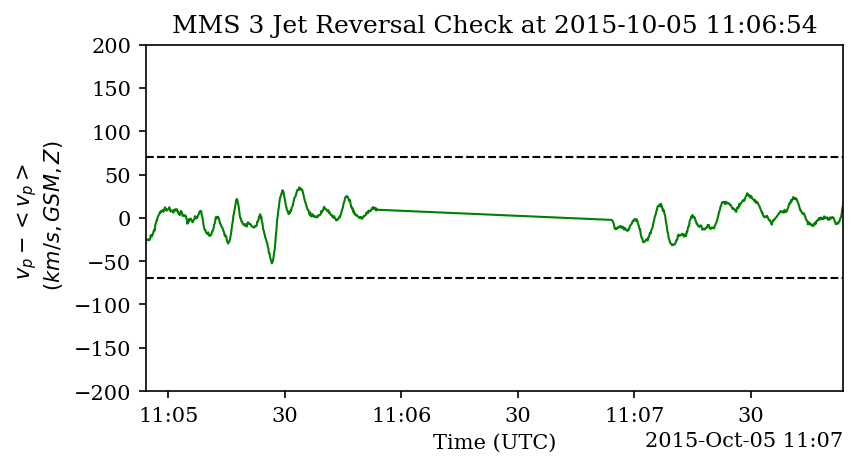 MMS 3 Jet Reversal Check at 2015-10-05 11:06:54
v_p − < v_p >
(km/s, GSM, Z)
200
150
100
50
0
−50
−100
−150
−200
11:05 30 11:06 30 11:07 30
Time (UTC) 2015-Oct-05 11:07